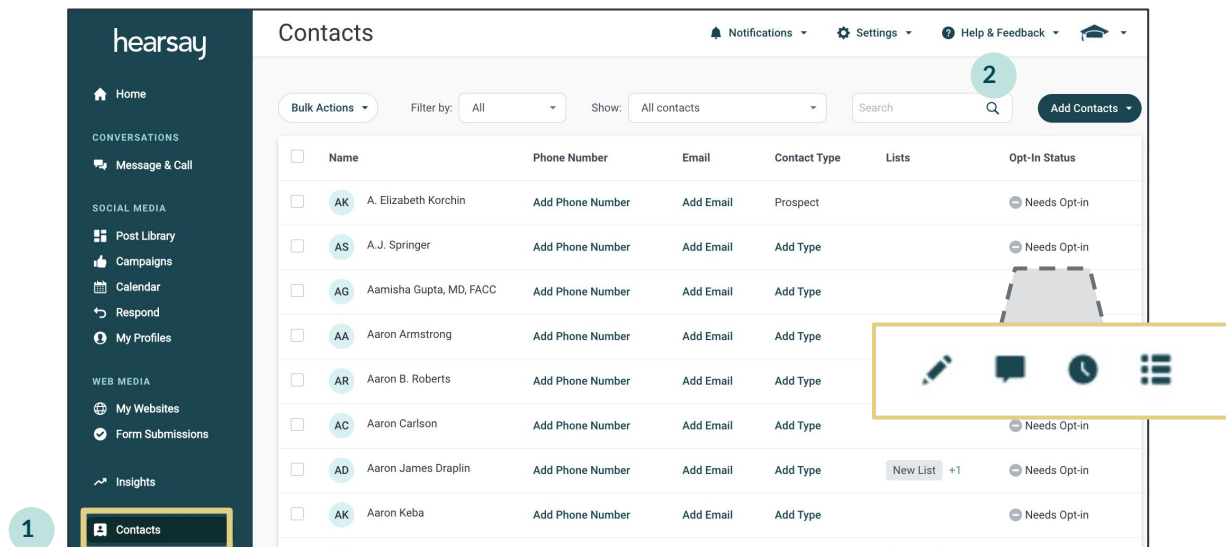 hearsay
Home
CONVERSATIONS
Message & Call
SOCIAL MEDIA
Post Library
Campaigns
Calendar
Respond
My Profiles
WEB MEDIA
My Websites
Form Submissions
Insights
1
Contacts
Contacts
Notifications
Settings
Help & Feedback
2
Bulk Actions
Filter by: All
Show: All contacts
Search
Add Contacts
Name Phone Number Email Contact Type Lists Opt-In Status
AK A. Elizabeth Korchin Add Phone Number Add Email Prospect Needs Opt-in
AS A.J. Springer Add Phone Number Add Email Add Type Needs Opt-in
AG Aamisha Gupta, MD, FACC Add Phone Number Add Email Add Type
AA Aaron Armstrong Add Phone Number Add Email Add Type
AR Aaron B. Roberts Add Phone Number Add Email Add Type
AC Aaron Carlson Add Phone Number Add Email Add Type Needs Opt-in
AD Aaron James Draplin Add Phone Number Add Email Add Type New List +1 Needs Opt-in
AK Aaron Keba Add Phone Number Add Email Add Type Needs Opt-in